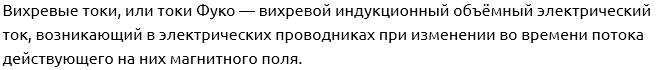 Вихревые токи, или токи Фуко — вихревой индукционный объёмный электрический
ток, возникающий в электрических проводниках при изменении во времени потока
действующего на них магнитного поля.